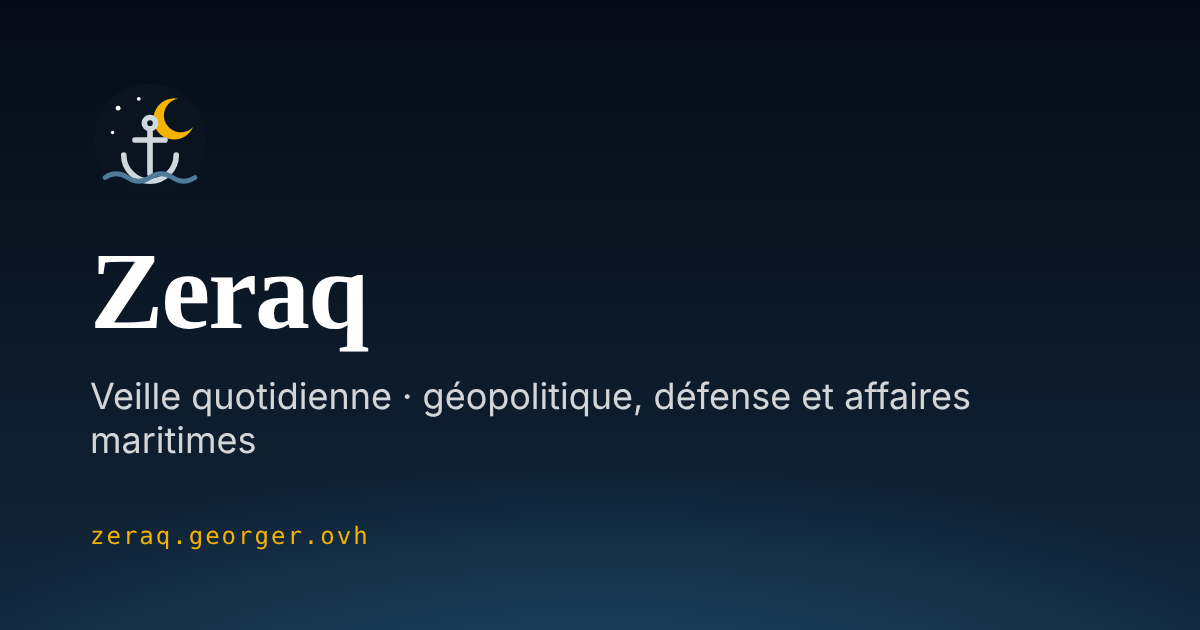 Zeraq
Veille quotidienne · géopolitique, défense et affaires
maritimes
zeraq.georger.ovh